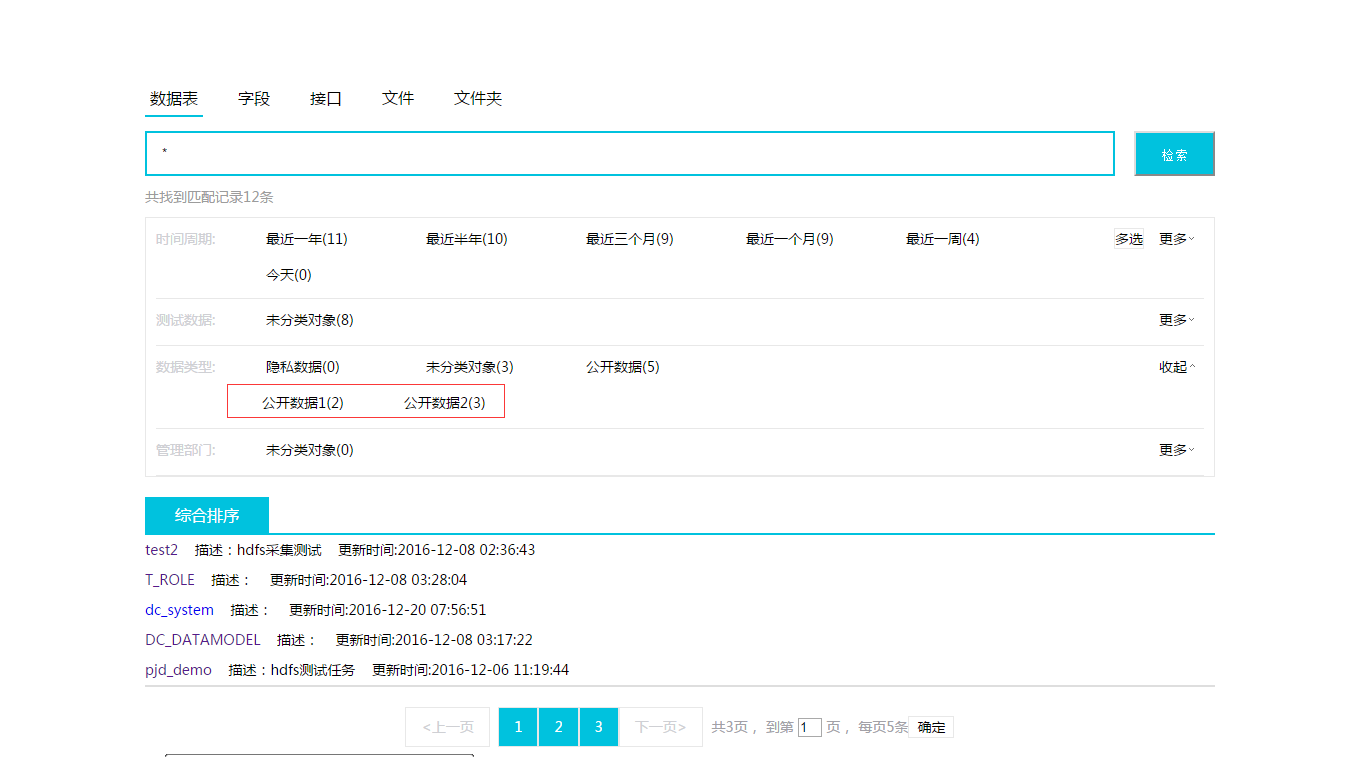 数据表 字段 接口 文件 文件夹
*
检索
共找到匹配记录12条
时间周期: 最近一年(11) 最近半年(10) 最近三个月(9) 最近一个月(9) 最近一周(4) 多选 更多
今天(0)
测试数据: 未分类对象(8) 更多
数据类型: 隐私数据(0) 未分类对象(3) 公开数据(5) 收起
公开数据1(2) 公开数据2(3)
管理部门: 未分类对象(0) 更多
综合排序
test2 描述：hdfs采集测试 更新时间:2016-12-08 02:36:43
T_ROLE 描述： 更新时间:2016-12-08 03:28:04
dc_system 描述： 更新时间:2016-12-20 07:56:51
DC_DATAMODEL 描述： 更新时间:2016-12-08 03:17:22
pjd_demo 描述：hdfs测试任务 更新时间:2016-12-06 11:19:44
<上一页 1 2 3 下一页> 共3页， 到第 1 页， 每页5条 确定